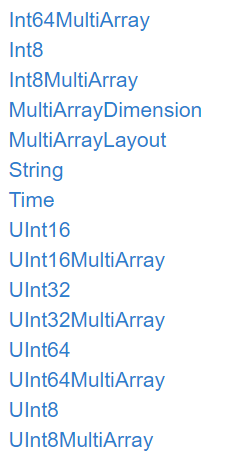 Int64MultiArray
Int8
Int8MultiArray
MultiArrayDimension
MultiArrayLayout
String
Time
UInt16
UInt16MultiArray
UInt32
UInt32MultiArray
UInt64
UInt64MultiArray
UInt8
UInt8MultiArray